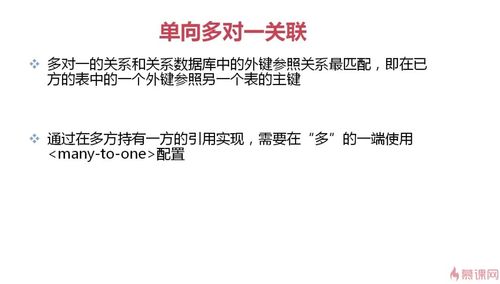 单向多对一关联
多对一的关系和关系数据库中的外键参照关系最匹配，即在已
方的表中的一个外键参照另一个表的主键
通过在多方持有一方的引用实现，需要在“多”的一端使用
<many-to-one>配置
慕课网